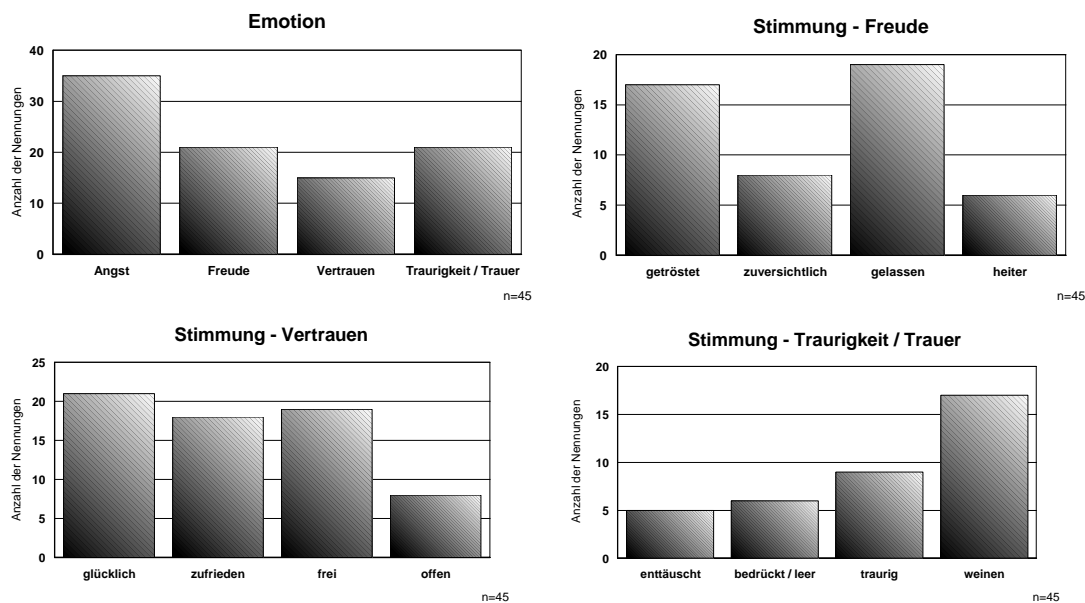 Emotion
Anzahl der Nennungen
40
30
20
10
0
Angst Freude Vertrauen Traurigkeit / Trauer
n=45
Stimmung - Freude
Anzahl der Nennungen
20
15
10
5
0
getröstet zuversichtlich gelassen heiter
n=45
Stimmung - Vertrauen
Anzahl der Nennungen
25
20
15
10
5
0
glücklich zufrieden frei offen
n=45
Stimmung - Traurigkeit / Trauer
Anzahl der Nennungen
20
15
10
5
0
enttäuscht bedrückt / leer traurig weinen
n=45